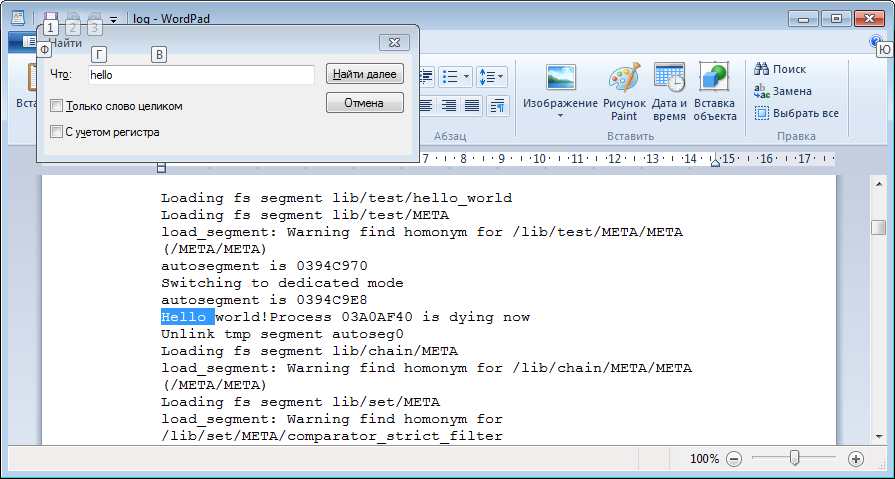 log - WordPad
1 2 3
Найти
Ф Г В Ю
Что: hello
Найти далее
Только слово целиком
Отмена
С учетом регистра
Вста
Абзац
Изображение
Рисунок Paint
Дата и время
Вставка объекта
Вставить
Поиск
Замена
Выбрать все
Правка
7 8 9 10 11 12 13 14 15 16 17
Loading fs segment lib/test/hello_world
Loading fs segment lib/test/META
load_segment: Warning find homonym for /lib/test/META/META
(/META/META)
autosegment is 0394C970
Switching to dedicated mode
autosegment is 0394C9E8
Hello world!Process 03A0AF40 is dying now
Unlink tmp segment autoseg0
Loading fs segment lib/chain/META
load_segment: Warning find homonym for /lib/chain/META/META
(/META/META)
Loading fs segment lib/set/META
load_segment: Warning find homonym for
/lib/set/META/comparator_strict_filter
100%